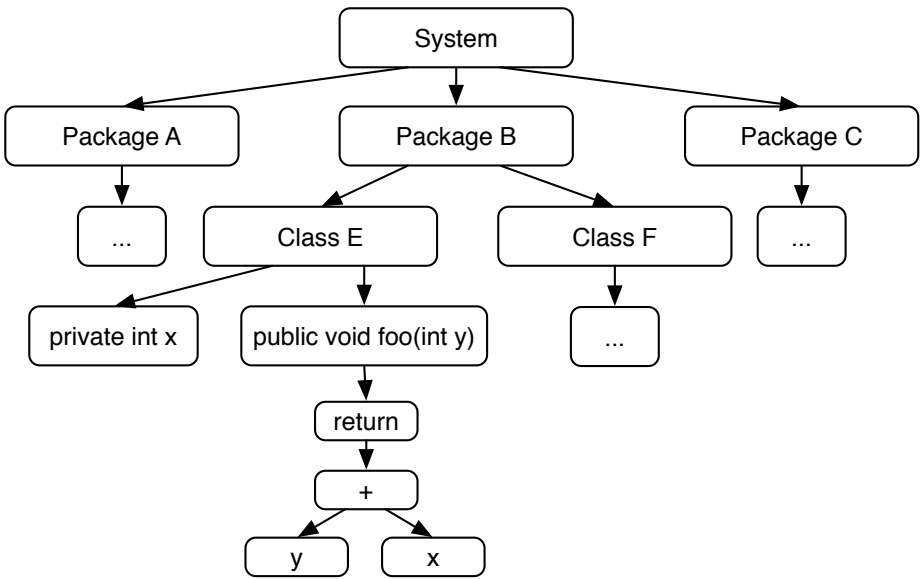 System
Package A
Package B
Package C
...
Class E
Class F
...
private int x
public void foo(int y)
...
return
+
y
x